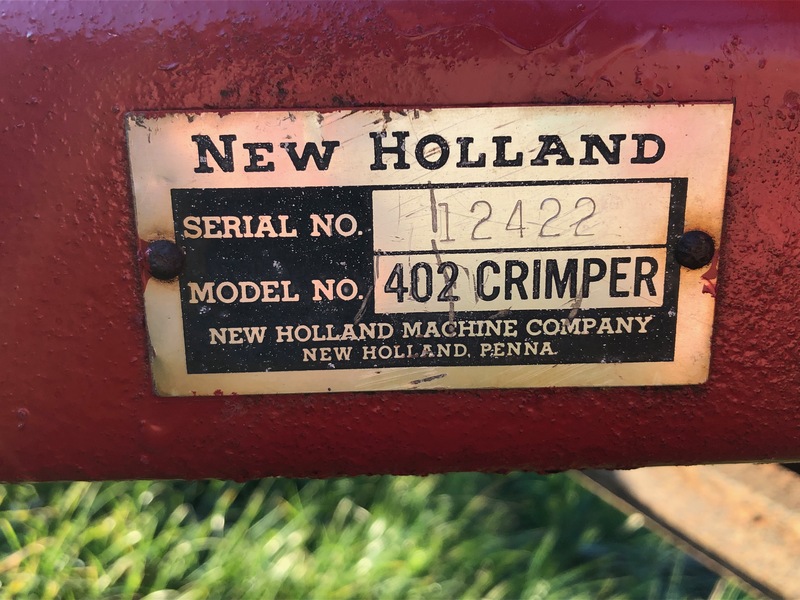 NEW HOLLAND
SERIAL NO. 12422
MODEL NO. 402 CRIMPER
NEW HOLLAND MACHINE COMPANY
NEW HOLLAND, PENNA.